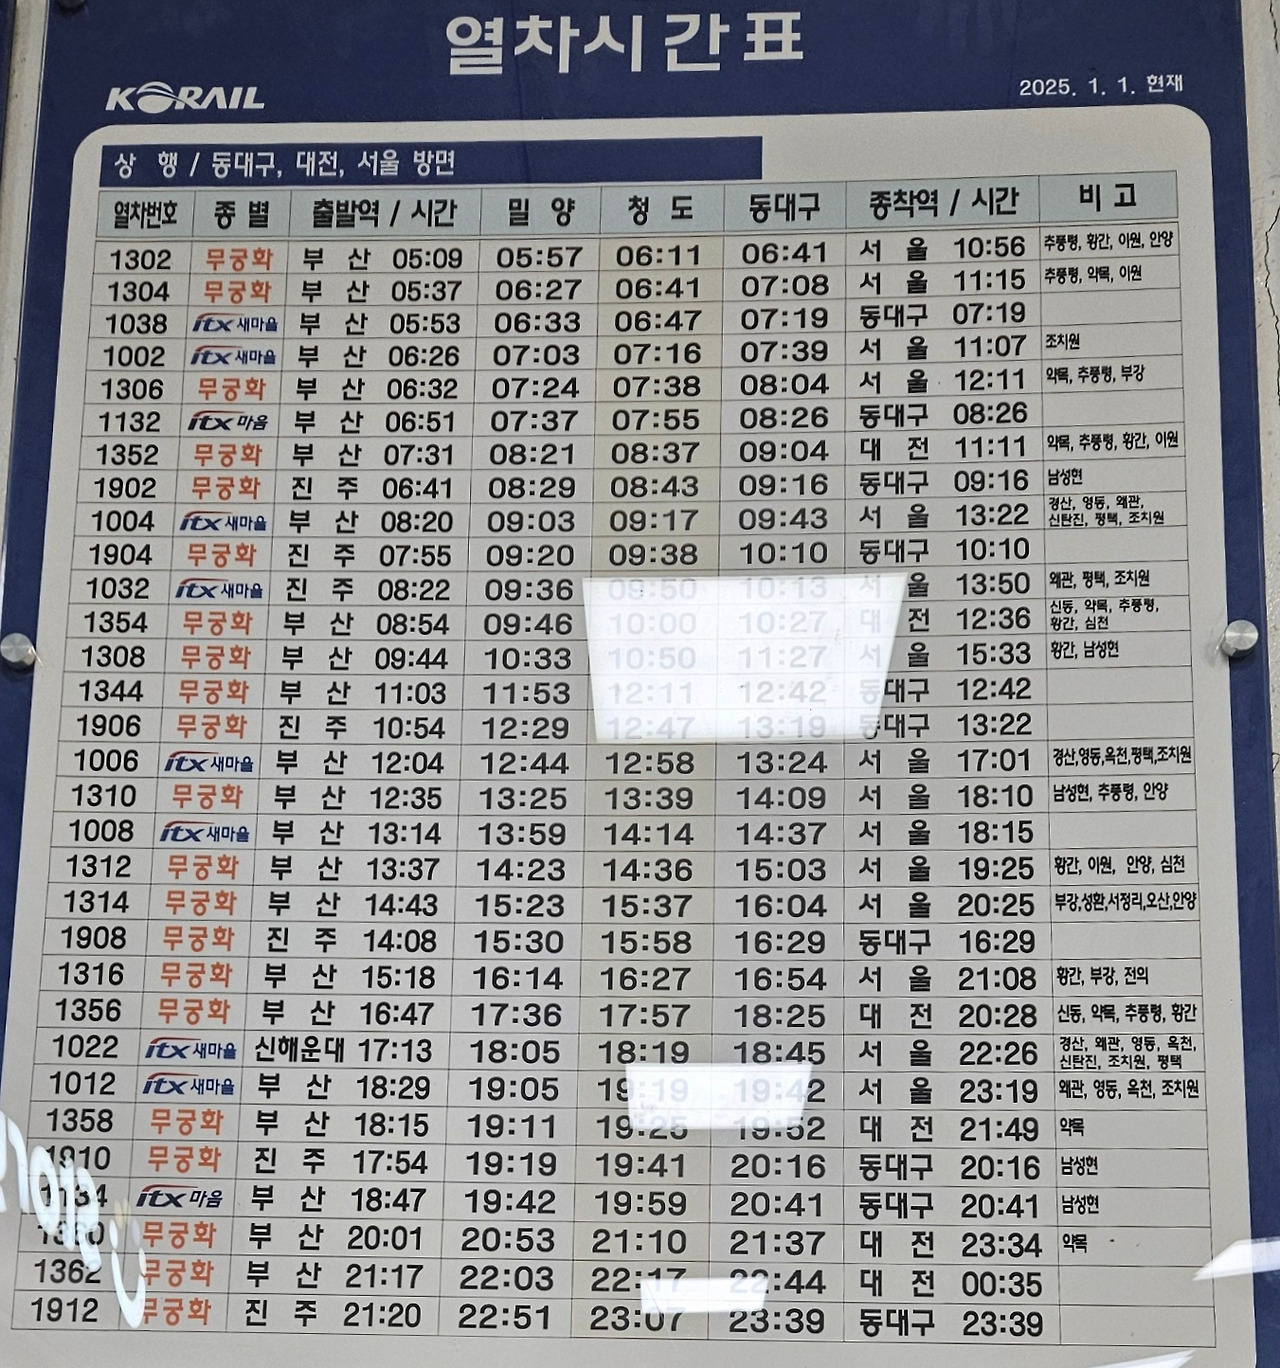 열차시간표
KORAIL
2025. 1. 1. 현재
상 행 / 동대구, 대전, 서울 방면
열차번호 종 별 출발역 / 시간 밀 양 청 도 동대구 종착역 / 시간 비 고
1302 무궁화 부 산 05:09 05:57 06:11 06:41 서 울 10:56 추풍령, 황간, 이원, 안양
1304 무궁화 부 산 05:37 06:27 06:41 07:08 서 울 11:15 추풍령, 약목, 이원
1038 itx 새마을 부 산 05:53 06:33 06:47 07:19 동대구 07:19
1002 itx 새마을 부 산 06:26 07:03 07:16 07:39 서 울 11:07 조치원
1306 무궁화 부 산 06:32 07:24 07:38 08:04 서 울 12:11 약목, 추풍령, 부강
1132 itx 마음 부 산 06:51 07:37 07:55 08:26 동대구 08:26
1352 무궁화 부 산 07:31 08:21 08:37 09:04 대 전 11:11 약목, 추풍령, 황간, 이원
1902 무궁화 진 주 06:41 08:29 08:43 09:16 동대구 09:16 남성현
1004 itx 새마을 부 산 08:20 09:03 09:17 09:43 서 울 13:22 경산, 영동, 왜관,
신탄진, 평택, 조치원
1904 무궁화 진 주 07:55 09:20 09:38 10:10 동대구 10:10
1032 itx 새마을 진 주 08:22 09:36 09:50 10:13 서 울 13:50 왜관, 평택, 조치원
1354 무궁화 부 산 08:54 09:46 10:00 10:27 대 전 12:36 신동, 약목, 추풍령,
황간, 심천
1308 무궁화 부 산 09:44 10:33 10:50 11:27 서 울 15:33 황간, 남성현
1344 무궁화 부 산 11:03 11:53 12:11 12:42 동대구 12:42
1906 무궁화 진 주 10:54 12:29 12:47 13:19 동대구 13:22
1006 itx 새마을 부 산 12:04 12:44 12:58 13:24 서 울 17:01 경산,영동,옥천,평택,조치원
1310 무궁화 부 산 12:35 13:25 13:39 14:09 서 울 18:10 남성현, 추풍령, 안양
1008 itx 새마을 부 산 13:14 13:59 14:14 14:37 서 울 18:15
1312 무궁화 부 산 13:37 14:23 14:36 15:03 서 울 19:25 황간, 이원, 안양, 심천
1314 무궁화 부 산 14:43 15:23 15:37 16:04 서 울 20:25 부강,성환,서정리,오산,안양
1908 무궁화 진 주 14:08 15:30 15:58 16:29 동대구 16:29
1316 무궁화 부 산 15:18 16:14 16:27 16:54 서 울 21:08 황간, 부강, 전의
1356 무궁화 부 산 16:47 17:36 17:57 18:25 대 전 20:28 신동, 약목, 추풍령, 황간
1022 itx 새마을 신해운대 17:13 18:05 18:19 18:45 서 울 22:26 경산, 왜관, 영동, 옥천,
신탄진, 조치원, 평택
1012 itx 새마을 부 산 18:29 19:05 19:19 19:42 서 울 23:19 왜관, 영동, 옥천, 조치원
1358 무궁화 부 산 18:15 19:11 19:25 19:52 대 전 21:49 약목
1910 무궁화 진 주 17:54 19:19 19:41 20:16 동대구 20:16 남성현
itx 마음 부 산 18:47 19:42 19:59 20:41 동대구 20:41 남성현
무궁화 부 산 20:01 20:53 21:10 21:37 대 전 23:34 약목
1362 무궁화 부 산 21:17 22:03 22:17 22:44 대 전 00:35
1912 무궁화 진 주 21:20 22:51 23:07 23:39 동대구 23:39